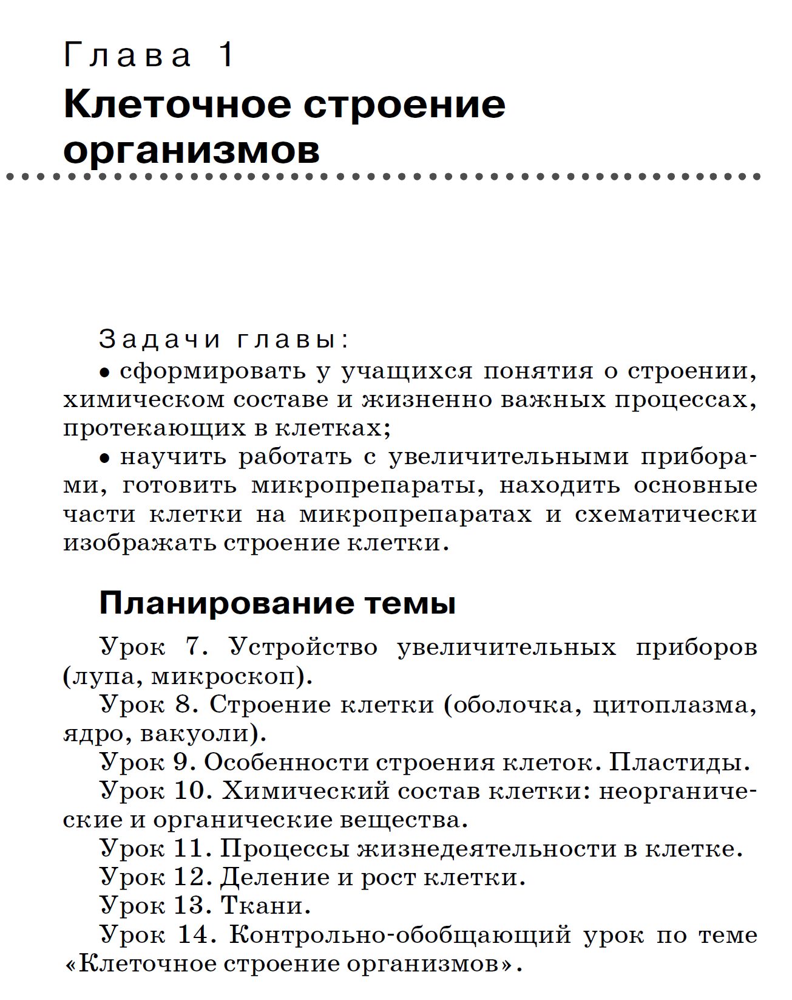 Глава 1
Клеточное строение
организмов
Задачи главы:
• сформировать у учащихся понятия о строении,
химическом составе и жизненно важных процессах,
протекающих в клетках;
• научить работать с увеличительными прибора-
ми, готовить микропрепараты, находить основные
части клетки на микропрепаратах и схематически
изображать строение клетки.
Планирование темы
Урок 7. Устройство увеличительных приборов
(лупа, микроскоп).
Урок 8. Строение клетки (оболочка, цитоплазма,
ядро, вакуоли).
Урок 9. Особенности строения клеток. Пластиды.
Урок 10. Химический состав клетки: неорганиче-
ские и органические вещества.
Урок 11. Процессы жизнедеятельности в клетке.
Урок 12. Деление и рост клетки.
Урок 13. Ткани.
Урок 14. Контрольно-обобщающий урок по теме
«Клеточное строение организмов».